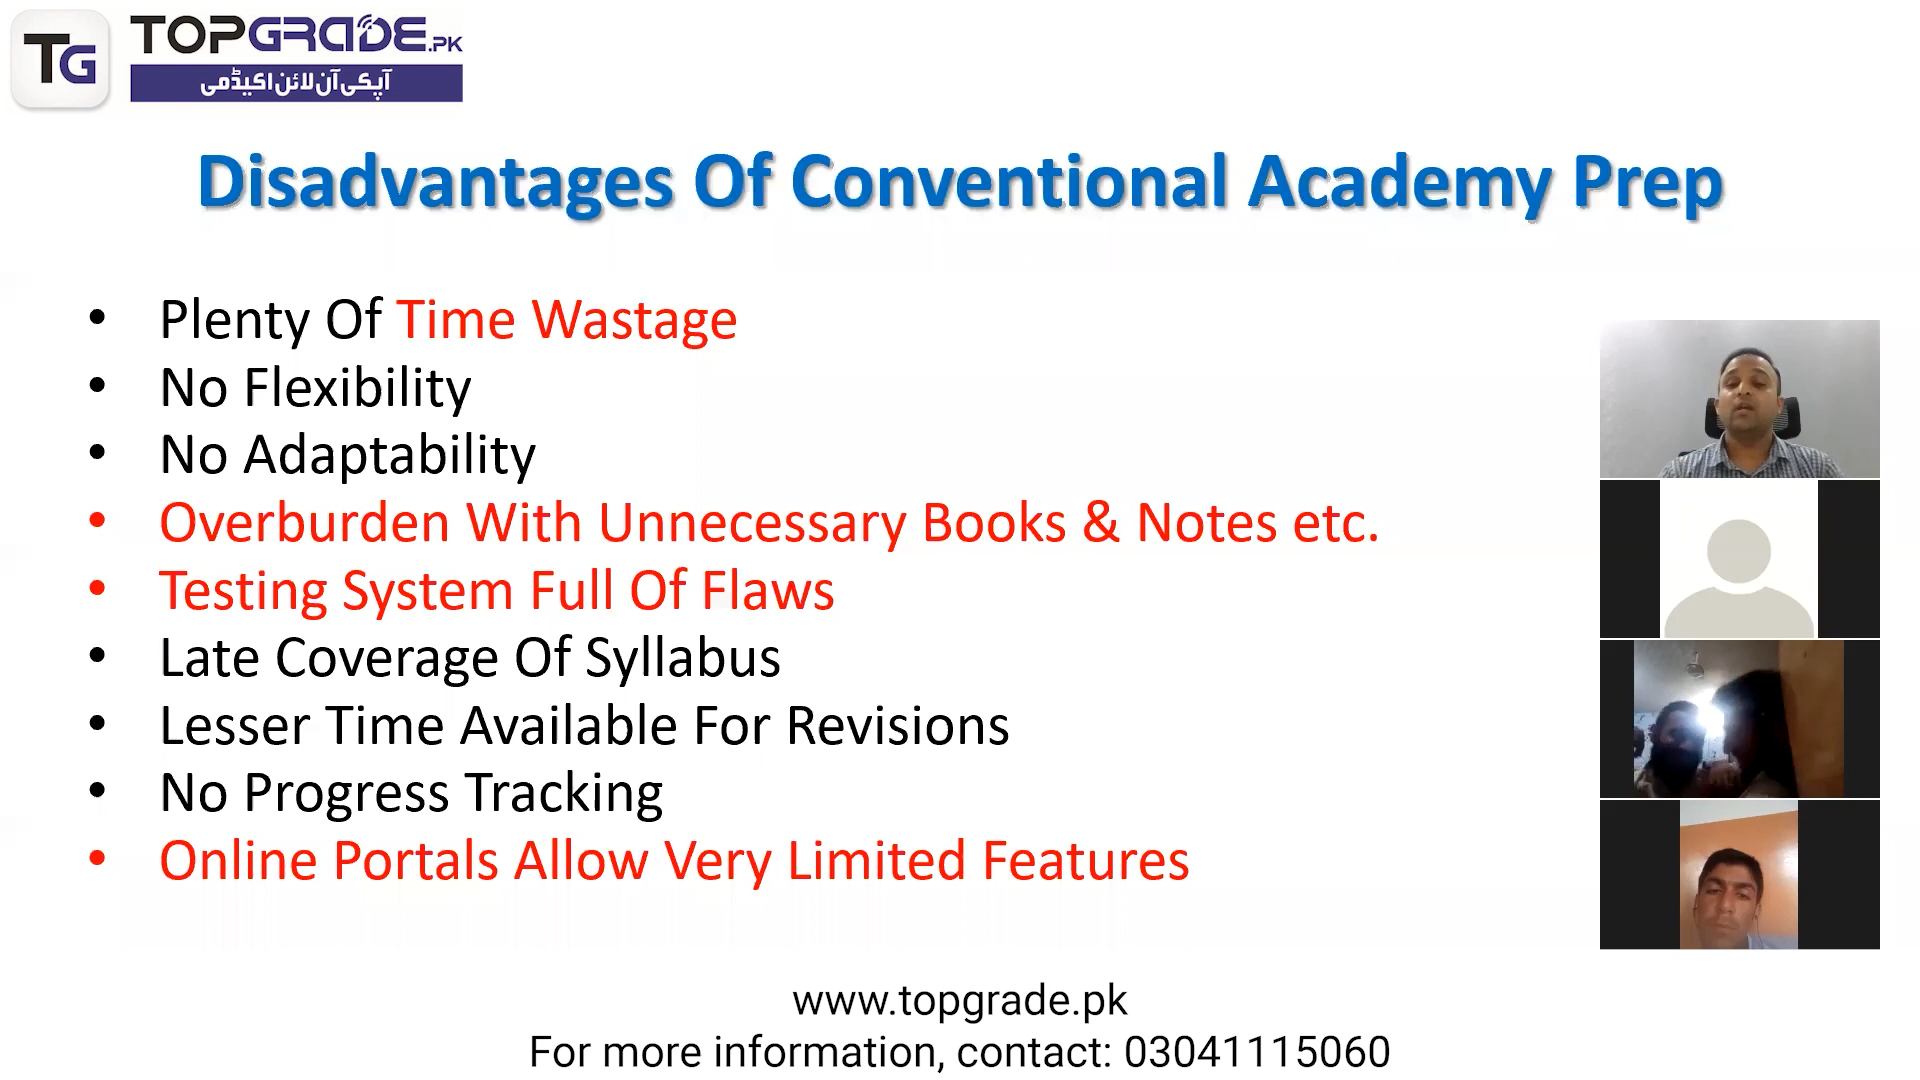 TG
TOPGRADE.PK
آپکی آن لائن اکیڈمی
Disadvantages Of Conventional Academy Prep
• Plenty Of Time Wastage
• No Flexibility
• No Adaptability
• Overburden With Unnecessary Books & Notes etc.
• Testing System Full Of Flaws
• Late Coverage Of Syllabus
• Lesser Time Available For Revisions
• No Progress Tracking
• Online Portals Allow Very Limited Features
www.topgrade.pk
For more information, contact: 03041115060